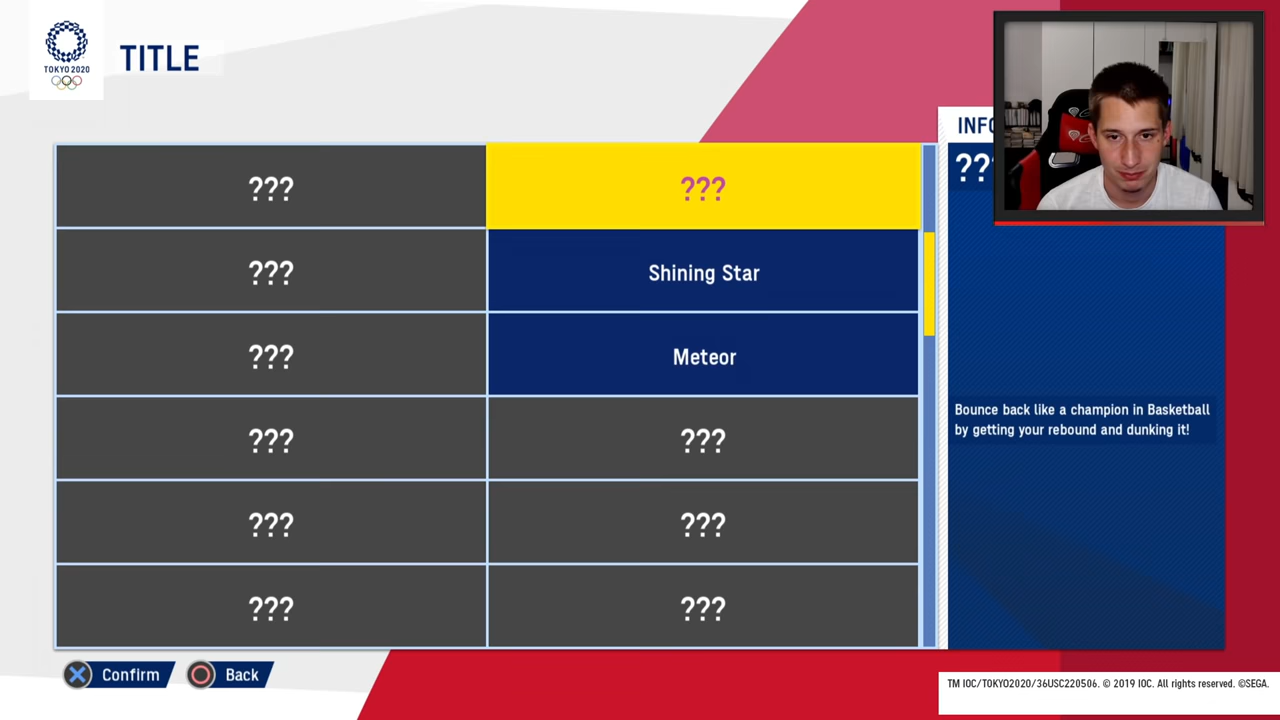 TOKYO 2020
TITLE
INFO
???
??? ???
??? Shining Star
??? Meteor
??? ???
??? ???
??? ???
Bounce back like a champion in Basketball
by getting your rebound and dunking it!
Confirm Back
TM IOC/TOKYO2020/36USC220506. © 2019 IOC. All rights reserved. ©SEGA.